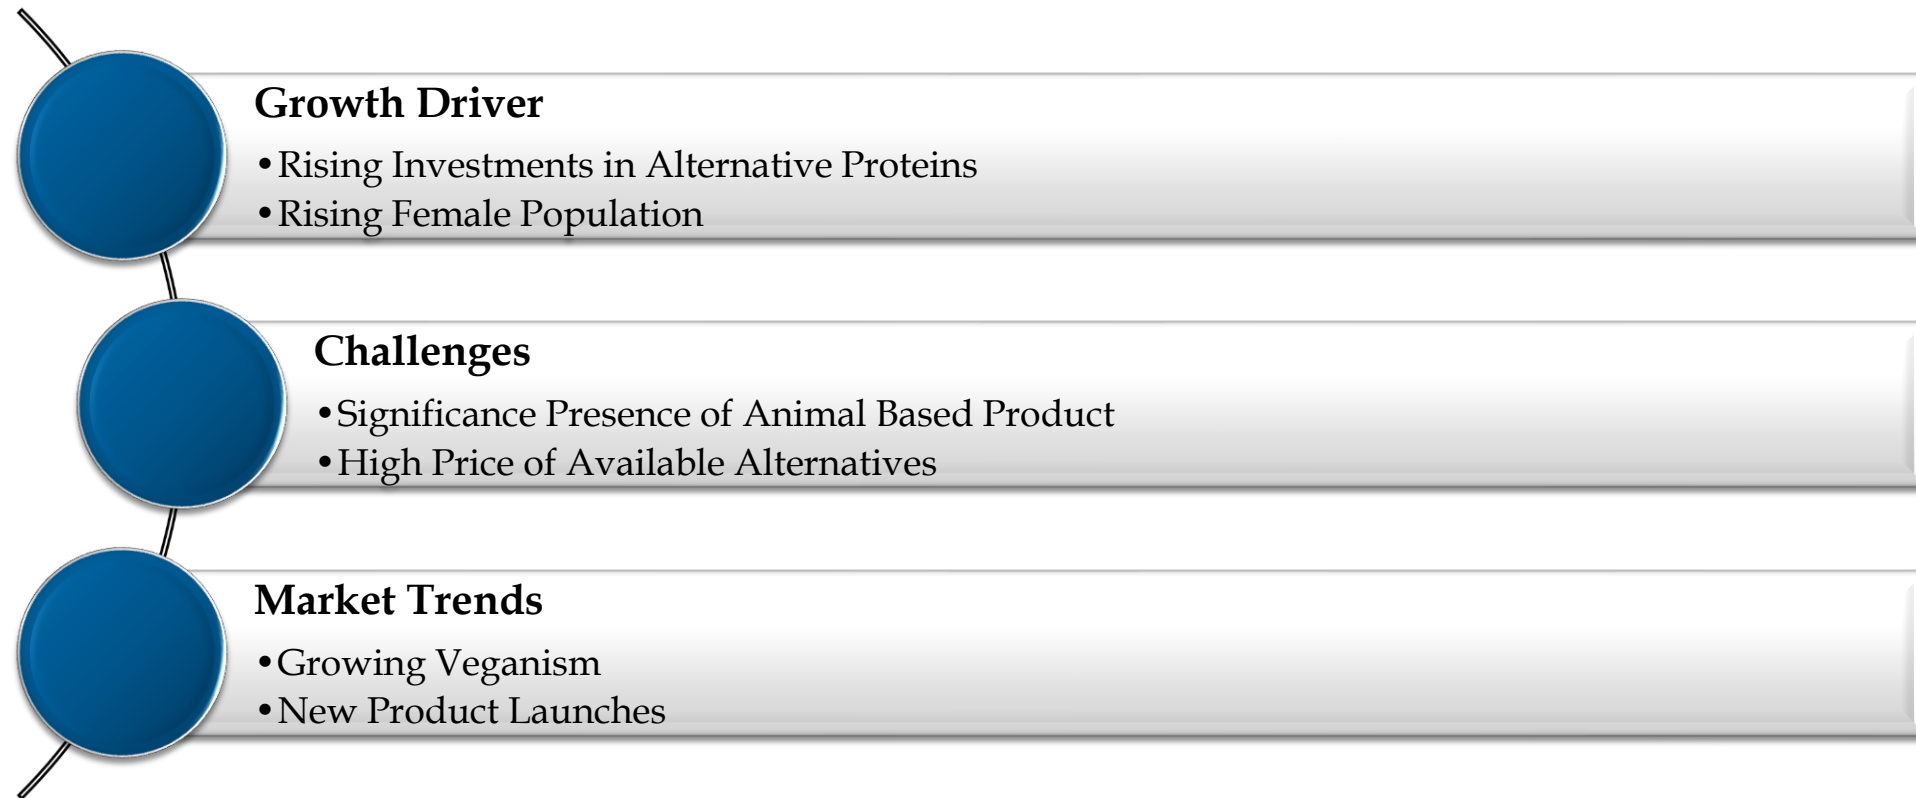 Growth Driver
•Rising Investments in Alternative Proteins
•Rising Female Population
Challenges
•Significance Presence of Animal Based Product
•High Price of Available Alternatives
Market Trends
•Growing Veganism
•New Product Launches